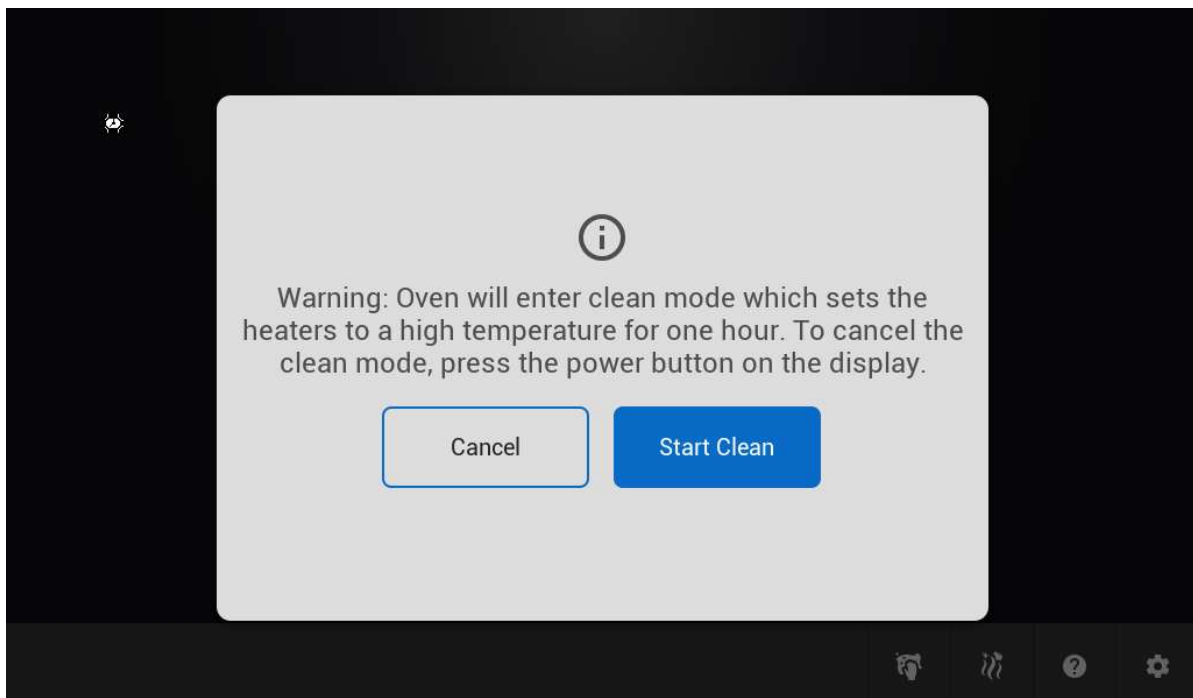 Warning: Oven will enter clean mode which sets the
heaters to a high temperature for one hour. To cancel the
clean mode, press the power button on the display.
Cancel
Start Clean